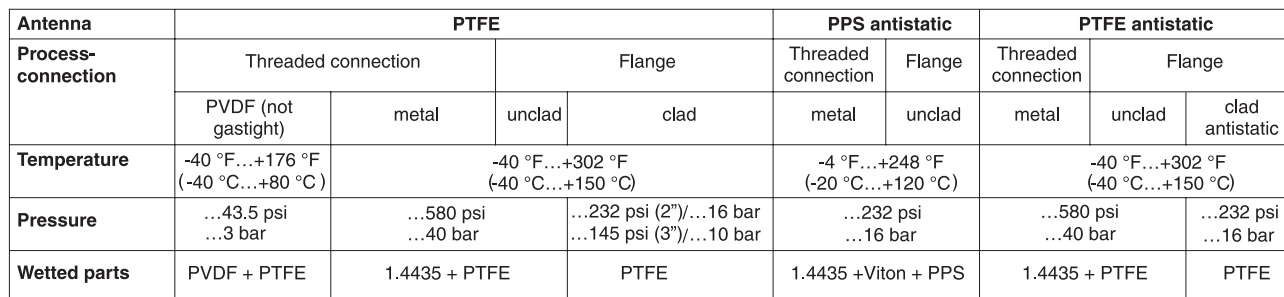 Antenna PTFE PPS antistatic PTFE antistatic
Process-connection Threaded connection Flange Threaded connection Flange Threaded connection Flange
PVDF (not gastight) metal unclad clad metal unclad metal unclad clad antistatic
Temperature -40 °F…+176 °F -40 °F…+302 °F -4 °F…+248 °F -40 °F…+302 °F
(-40 °C…+80 °C) (-40 °C…+150 °C) (-20 °C…+120 °C) (-40 °C…+150 °C)
Pressure …43.5 psi …580 psi …232 psi (2”)/…16 bar …232 psi …580 psi …232 psi
…3 bar …40 bar …145 psi (3”)/…10 bar …16 bar …40 bar …16 bar
Wetted parts PVDF + PTFE 1.4435 + PTFE PTFE 1.4435 +Viton + PPS 1.4435 + PTFE PTFE